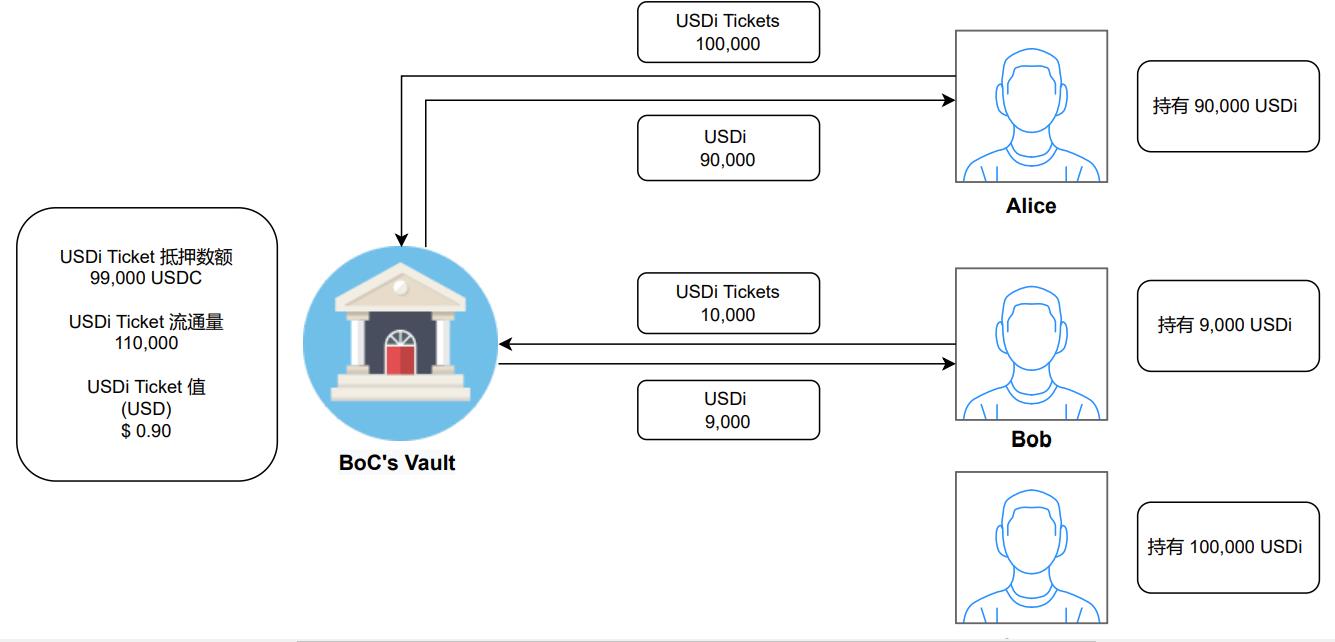 USDi Tickets
100,000
USDi
90,000
持有 90,000 USDi
Alice
USDi Ticket 抵押数额
99,000 USDC
USDi Ticket 流通量
110,000
USDi Ticket 值
(USD)
$ 0.90
BoC's Vault
USDi Tickets
10,000
USDi
9,000
持有 9,000 USDi
Bob
持有 100,000 USDi